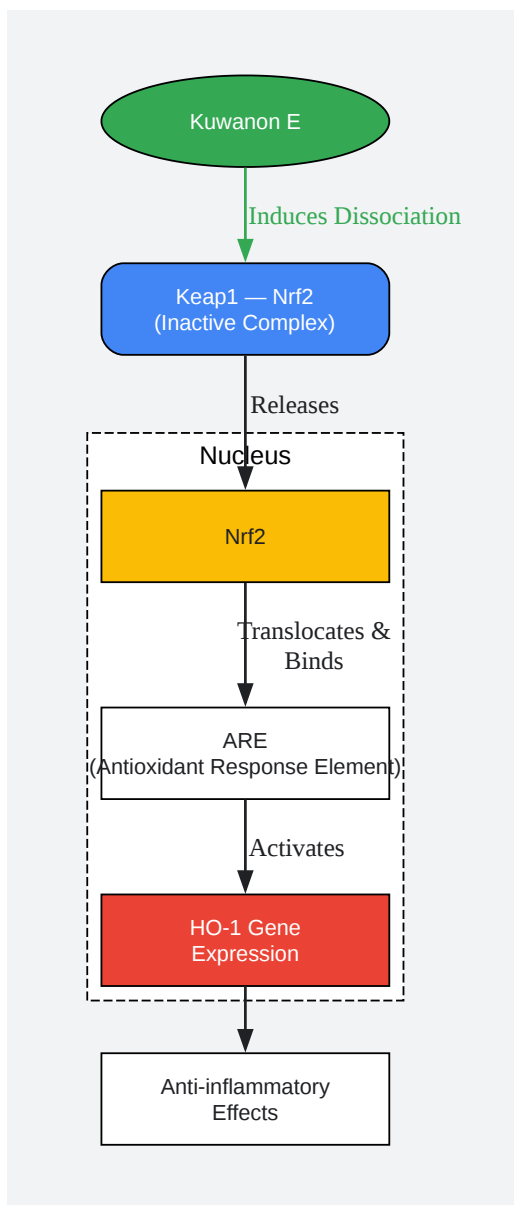 Kuwanon E
Induces Dissociation
Keap1 — Nrf2
(Inactive Complex)
Releases
Nucleus
Nrf2
Translocates &
Binds
ARE
(Antioxidant Response Element)
Activates
HO-1 Gene
Expression
Anti-inflammatory
Effects